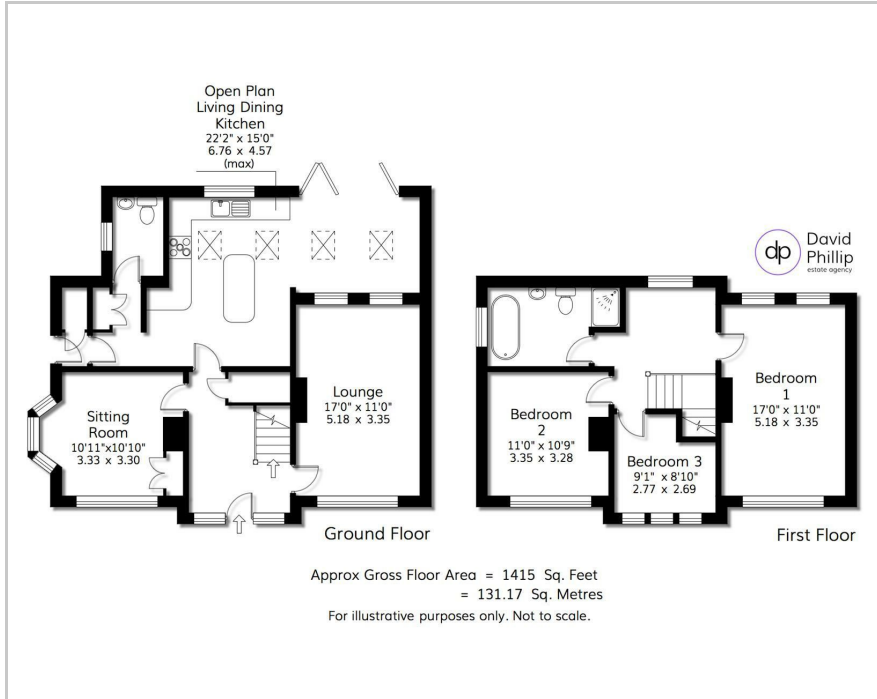 Open Plan
Living Dining
Kitchen
22'2" x 15'0"
6.76 x 4.57
(max)
dp
David
Phillip
estate agency
Lounge
17'0" x 11'0"
5.18 x 3.35
Sitting
Room
10'11"x10'10"
3.33 x 3.30
Ground Floor
Bedroom
1
17'0" x 11'0"
5.18 x 3.35
Bedroom
2
11'0" x 10'9"
3.35 x 3.28
Bedroom 3
9'1" x 8'10"
2.77 x 2.69
First Floor
Approx Gross Floor Area = 1415 Sq. Feet
= 131.17 Sq. Metres
For illustrative purposes only. Not to scale.